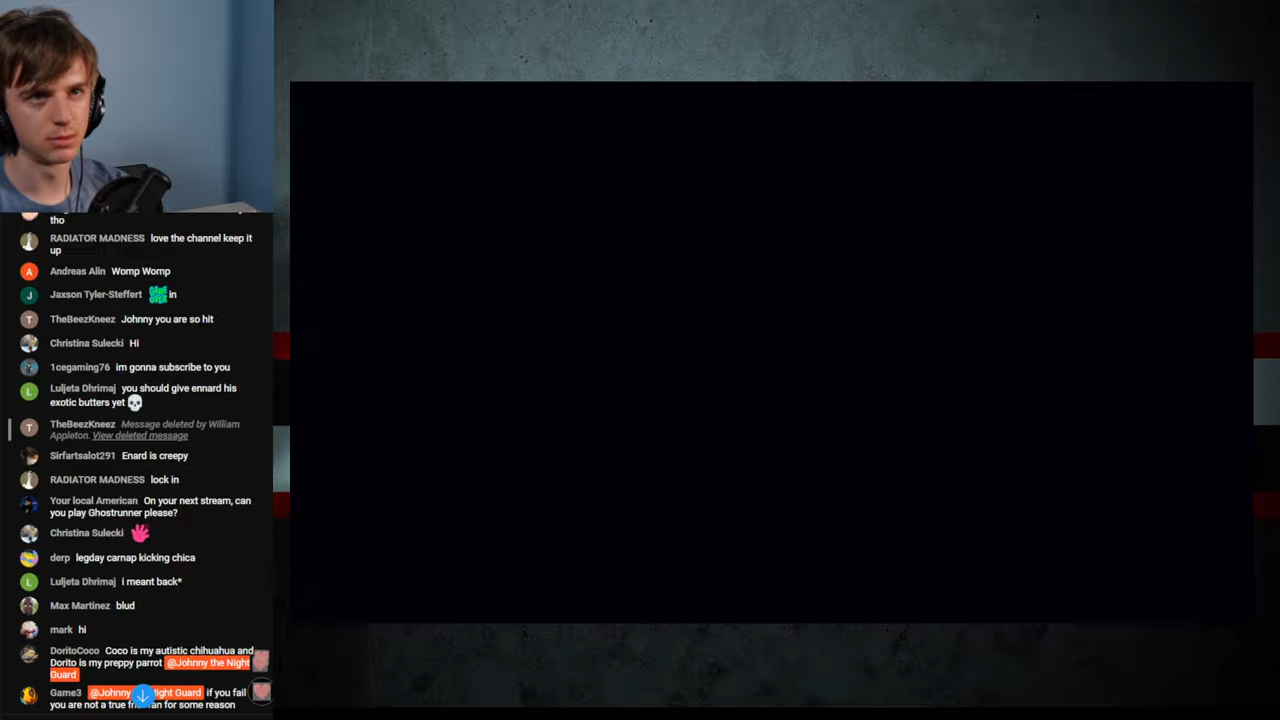 tho
RADIATOR MADNESS love the channel keep it
up
Andreas Alin Womp Womp
Jaxson Tyler-Steffert GAME OVER in
TheBeezKneez Johnny you are so hit
Christina Sulecki Hi
1cegaming76 im gonna subscribe to you
Luljeta Dhrimaj you should give ennard his
exotic butters yet
TheBeezKneez Message deleted by William
Appleton. View deleted message
Sirfartsalot291 Enard is creepy
RADIATOR MADNESS lock in
Your local American On your next stream, can
you play Ghostrunner please?
Christina Sulecki
derp legday carnap kicking chica
Luljeta Dhrimaj i meant back*
Max Martinez blud
mark hi
DoritoCoco Coco is my autistic chihuahua and
Dorito is my preppy parrot @Johnny the Night
Guard
Game3 @Johnny Night Guard if you fail
you are not a true for some reason